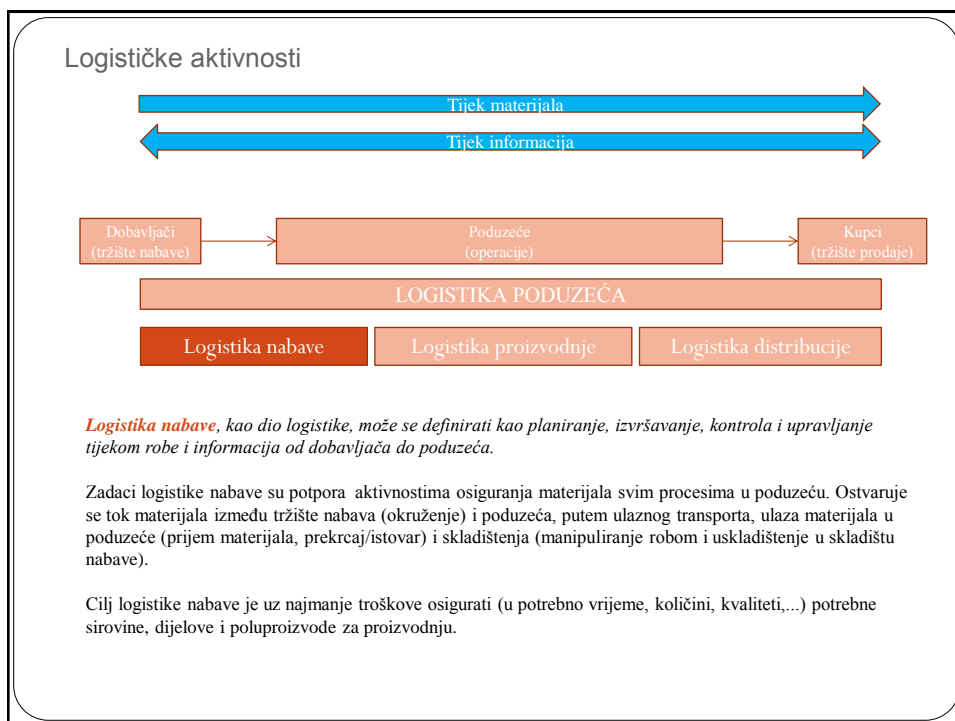 Logističke aktivnosti
Tijek materijala
Tijek informacija
Dobavljači
(tržište nabave)
Poduzeće
(operacije)
Kupci
(tržište prodaje)
LOGISTIKA PODUZEĆA
Logistika nabave
Logistika proizvodnje
Logistika distribucije
Logistika nabave, kao dio logistike, može se definirati kao planiranje, izvršavanje, kontrola i upravljanje
tijekom robe i informacija od dobavljača do poduzeća.
Zadaci logistike nabave su potpora aktivnostima osiguranja materijala svim procesima u poduzeću. Ostvaruje
se tok materijala između tržište nabava (okruženje) i poduzeća, putem ulaznog transporta, ulaza materijala u
poduzeće (prijem materijala, prekrcaj/istovar) i skladištenja (manipuliranje robom i uskladištenje u skladištu
nabave).
Cilj logistike nabave je uz najmanje troškove osigurati (u potrebno vrijeme, količini, kvaliteti,...) potrebne
sirovine, dijelove i poluproizvode za proizvodnju.